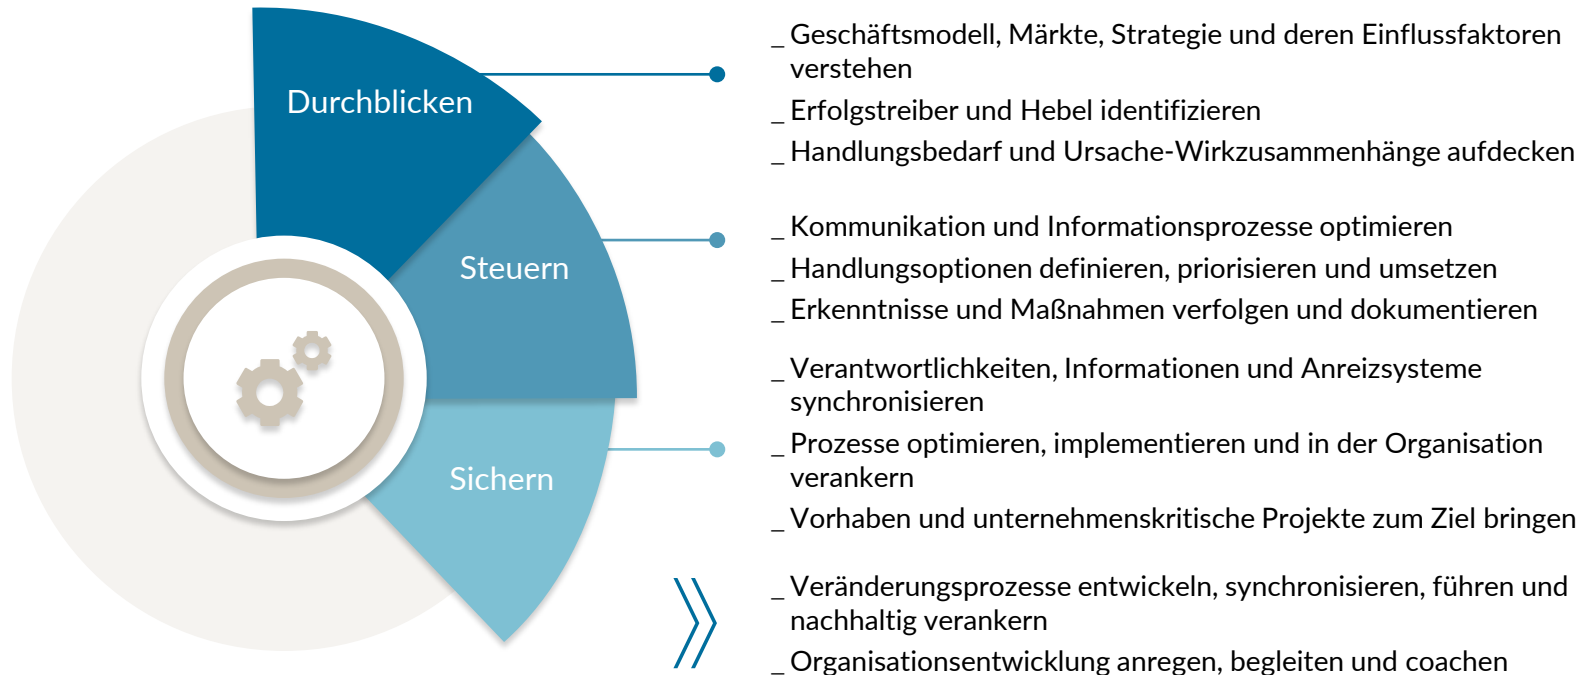 Durchblicken
_ Geschäftsmodell, Märkte, Strategie und deren Einflussfaktoren
verstehen
_ Erfolgstreiber und Hebel identifizieren
_ Handlungsbedarf und Ursache-Wirkzusammenhänge aufdecken
Steuern
_ Kommunikation und Informationsprozesse optimieren
_ Handlungsoptionen definieren, priorisieren und umsetzen
_ Erkenntnisse und Maßnahmen verfolgen und dokumentieren
Sichern
_ Verantwortlichkeiten, Informationen und Anreizsysteme
synchronisieren
_ Prozesse optimieren, implementieren und in der Organisation
verankern
_ Vorhaben und unternehmenskritische Projekte zum Ziel bringen
_ Veränderungsprozesse entwickeln, synchronisieren, führen und
nachhaltig verankern
_ Organisationsentwicklung anregen, begleiten und coachen